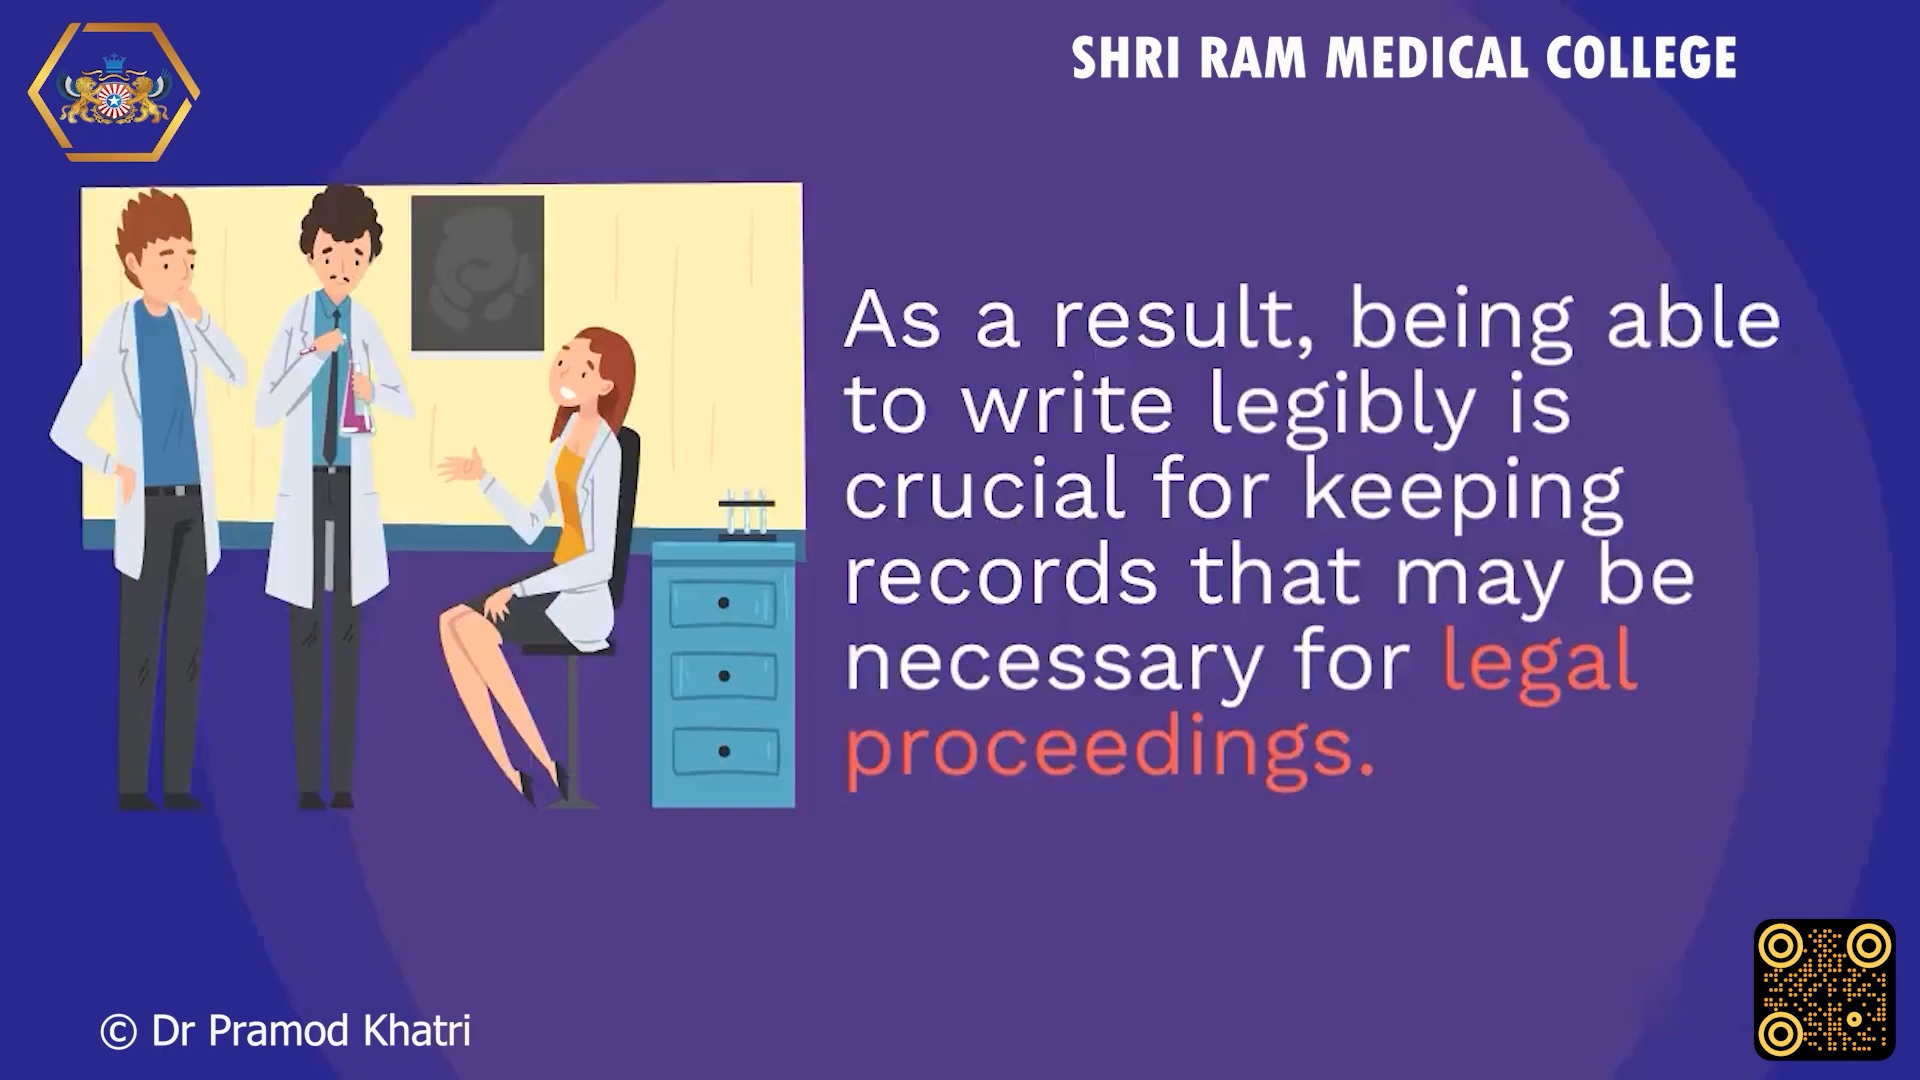 SHRI RAM MEDICAL COLLEGE
As a result, being able
to write legibly is
crucial for keeping
records that may be
necessary for legal
proceedings.
© Dr Pramod Khatri